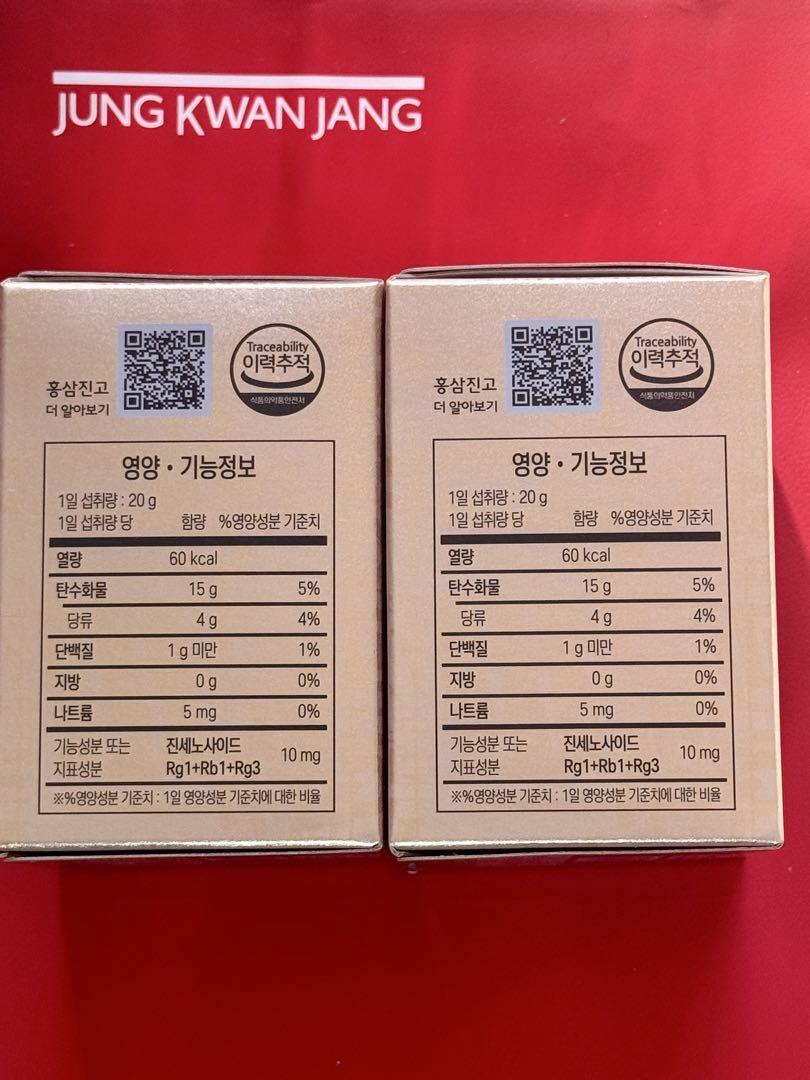 JUNG KWAN JANG
홍삼진고
더 알아보기
Traceability
이력추적
식품의약품안전처
영양 • 기능정보
1일 섭취량 : 20 g
1일 섭취량 당 함량 %영양성분 기준치
열량 60 kcal
탄수화물 15 g 5%
당류 4 g 4%
단백질 1 g 미만 1%
지방 0 g 0%
나트륨 5 mg 0%
기능성분 또는 진세노사이드 10 mg
지표성분 Rg1+Rb1+Rg3
※%영양성분 기준치 : 1일 영양성분 기준치에 대한 비율
홍삼진고
더 알아보기
Traceability
이력추적
식품의약품안전처
영양 • 기능정보
1일 섭취량 : 20 g
1일 섭취량 당 함량 %영양성분 기준치
열량 60 kcal
탄수화물 15 g 5%
당류 4 g 4%
단백질 1 g 미만 1%
지방 0 g 0%
나트륨 5 mg 0%
기능성분 또는 진세노사이드 10 mg
지표성분 Rg1+Rb1+Rg3
※%영양성분 기준치 : 1일 영양성분 기준치에 대한 비율